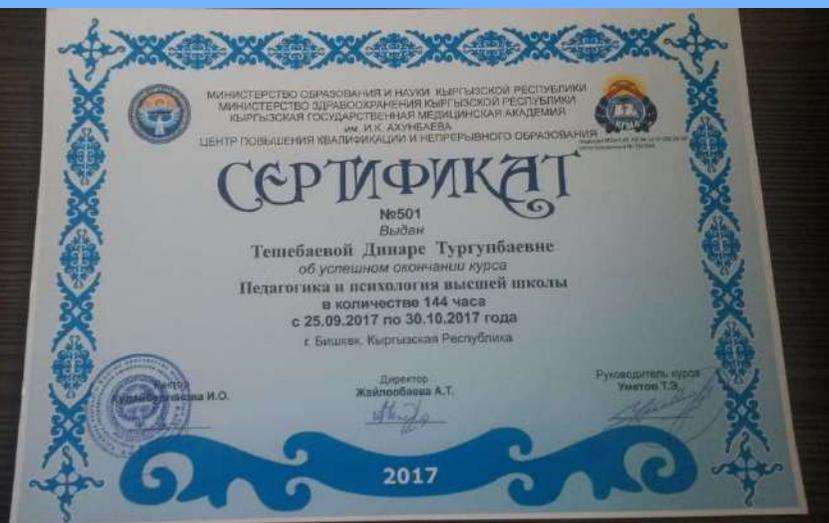 МИНИСТЕРСТВО ОБРАЗОВАНИЯ И НАУКИ КЫРГЫЗСКОЙ РЕСПУБЛИКИ
МИНИСТЕРСТВО ЗДРАВООХРАНЕНИЯ КЫРГЫЗСКОЙ РЕСПУБЛИКИ
КЫРГЫЗСКАЯ ГОСУДАРСТВЕННАЯ МЕДИЦИНСКАЯ АКАДЕМИЯ
им. И.К. АХУНБАЕВА
ЦЕНТР ПОВЫШЕНИЯ КВАЛИФИКАЦИИ И НЕПРЕРЫВНОГО ОБРАЗОВАНИЯ
СЕРТИФИКАТ
№501
Выдан
Тешебаевой Динаре Тургунбаевне
об успешном окончании курса
Педагогика и психология высшей школы
в количестве 144 часа
с 25.09.2017 по 30.10.2017 года
г. Бишкек, Кыргызская Республика
Ректор
И.О.
Директор
Жайлообаева А.Т.
Руководитель курса
Уметов Т.Э.
2017